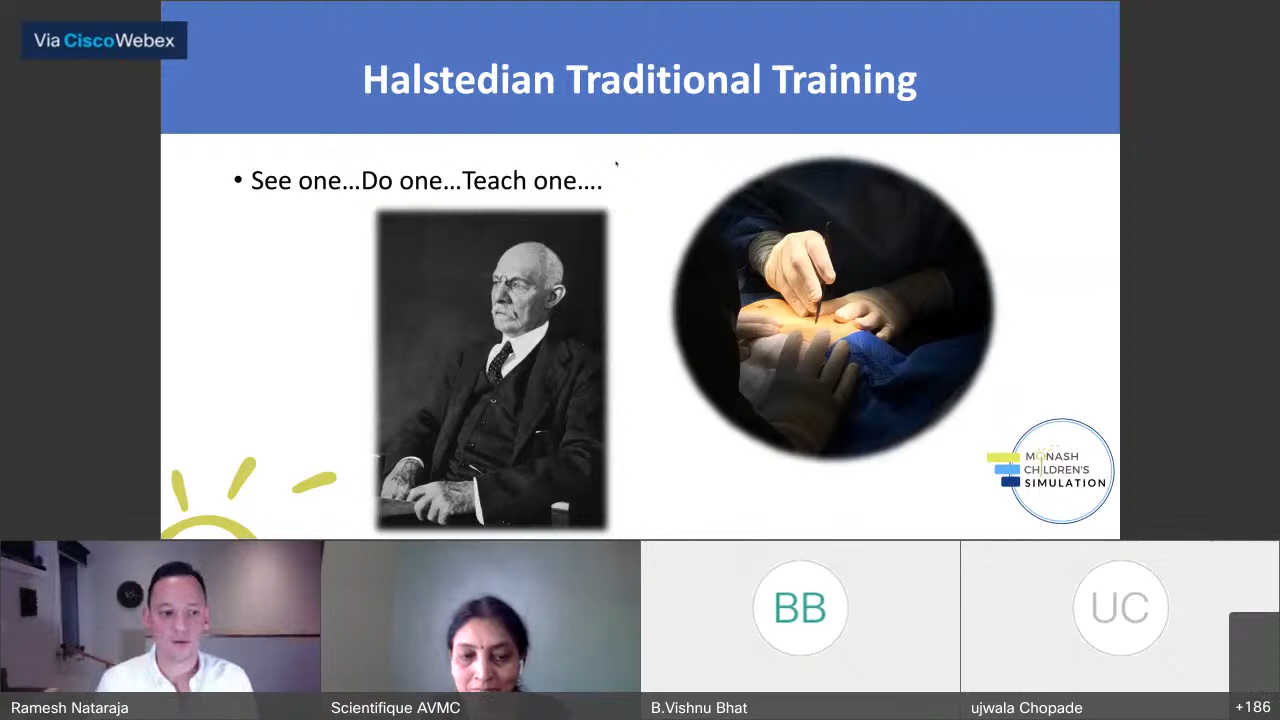 Via CiscoWebex
Halstedian Traditional Training
• See one...Do one...Teach one....
MONASH
CHILDREN'S
SIMULATION
BB
UC
Ramesh Nataraja
Scientifique AVMC
B.Vishnu Bhat
ujwala Chopade
+186